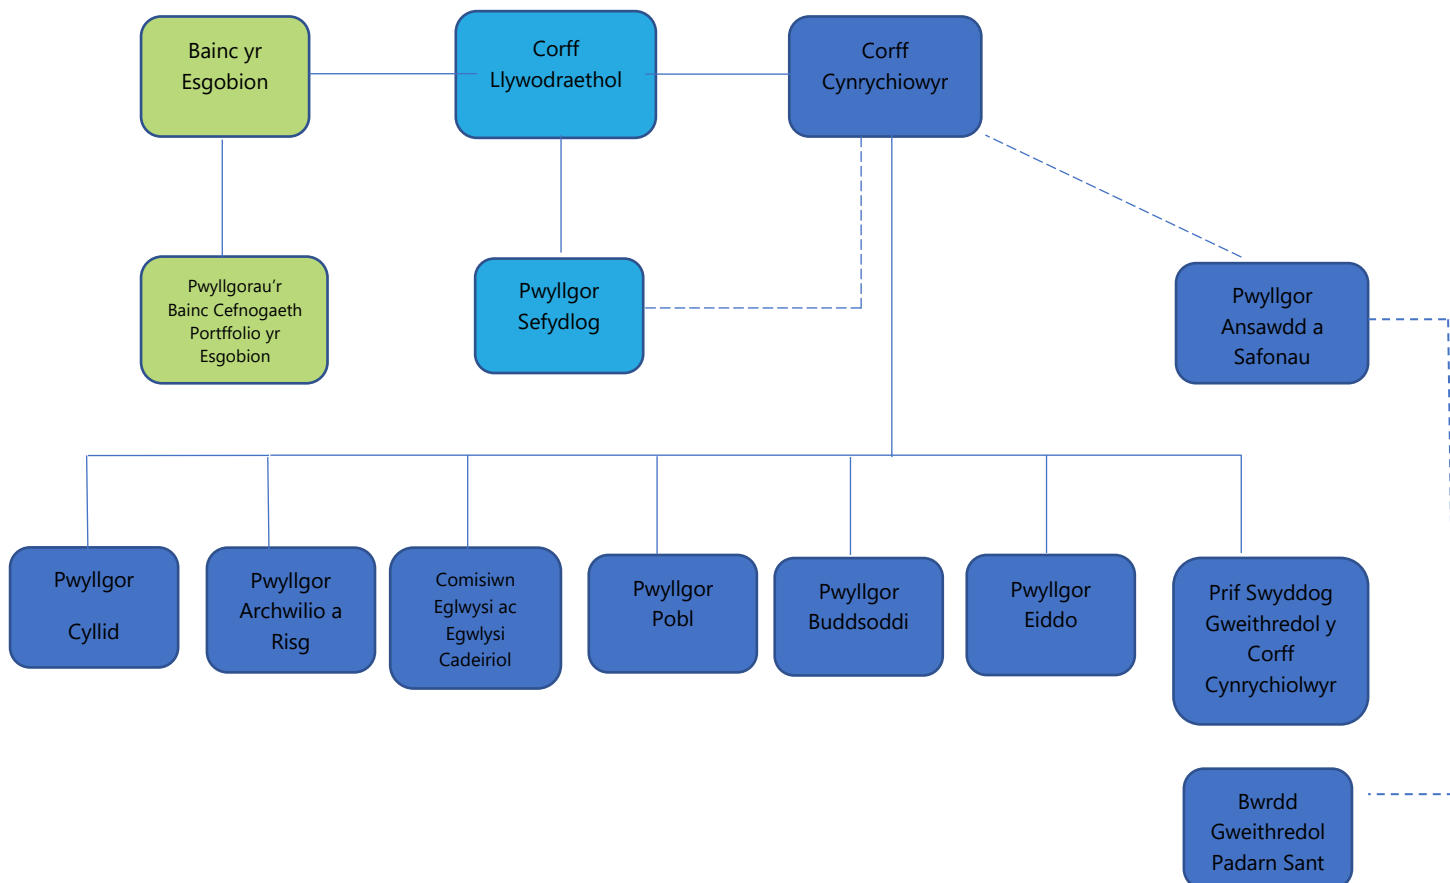 Bainc yr
Esgobion
Corff
Llywodraethol
Corff
Cynrychiowyr
Pwyllgorau’r
Bainc Cefnogaeth
Portffolio yr
Esgobion
Pwyllgor
Sefydlog
Pwyllgor
Ansawdd a
Safonau
Pwyllgor
Cyllid
Pwyllgor
Archwilio a
Risg
Comisiwn
Eglwysi ac
Egwlysi
Cadeiriol
Pwyllgor
Pobl
Pwyllgor
Buddsoddi
Pwyllgor
Eiddo
Prif Swyddog
Gweithredol y
Corff
Cynrychiolwyr
Bwrdd
Gweithredol
Padarn Sant